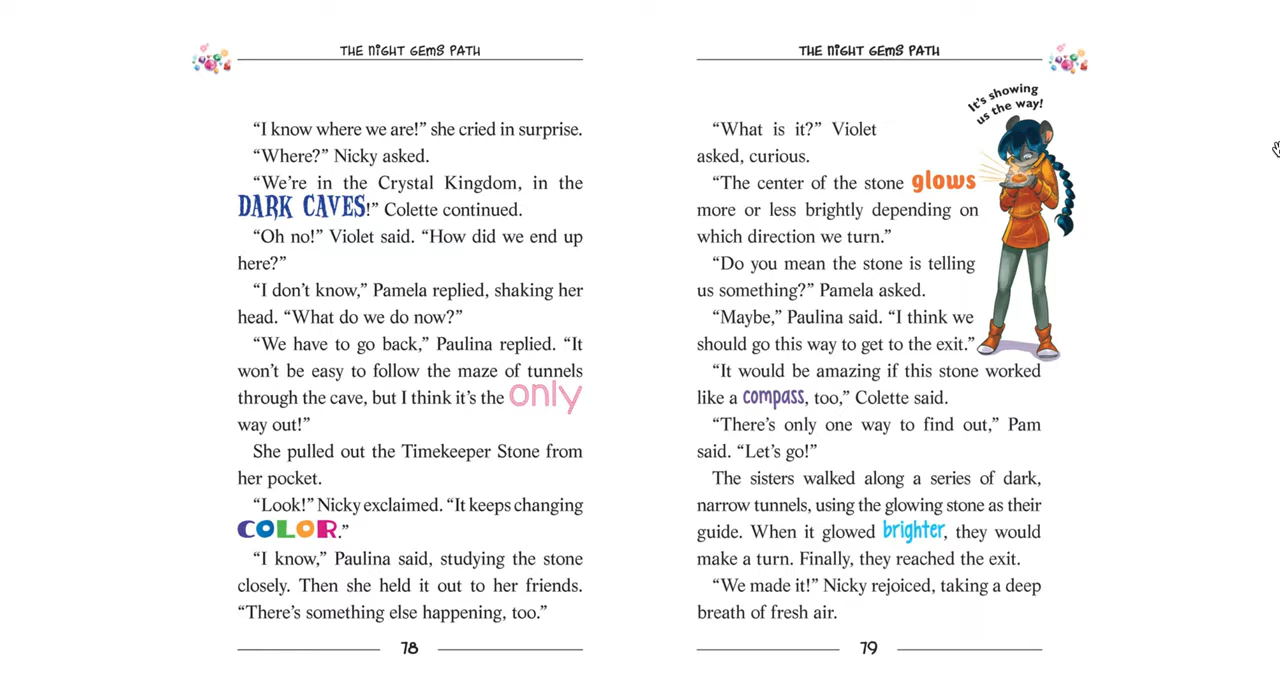 THE NIGHT GEMS PATH
“I know where we are!” she cried in surprise.
“Where?” Nicky asked.
“We’re in the Crystal Kingdom, in the
DARK CAVES!” Colette continued.
“Oh no!” Violet said. “How did we end up
here?”
“I don’t know,” Pamela replied, shaking her
head. “What do we do now?”
“We have to go back,” Paulina replied. “It
won’t be easy to follow the maze of tunnels
through the cave, but I think it’s the only
way out!”
She pulled out the Timekeeper Stone from
her pocket.
“Look!” Nicky exclaimed. “It keeps changing
COLOR.”
“I know,” Paulina said, studying the stone
closely. Then she held it out to her friends.
“There’s something else happening, too.”
78
THE NIGHT GEMS PATH
It’s showing
us the way!
“What is it?” Violet
asked, curious.
“The center of the stone glows
more or less brightly depending on
which direction we turn.”
“Do you mean the stone is telling
us something?” Pamela asked.
“Maybe,” Paulina said. “I think we
should go this way to get to the exit.”
“It would be amazing if this stone worked
like a compass, too,” Colette said.
“There’s only one way to find out,” Pam
said. “Let’s go!”
The sisters walked along a series of dark,
narrow tunnels, using the glowing stone as their
guide. When it glowed brighter, they would
make a turn. Finally, they reached the exit.
“We made it!” Nicky rejoiced, taking a deep
breath of fresh air.
79